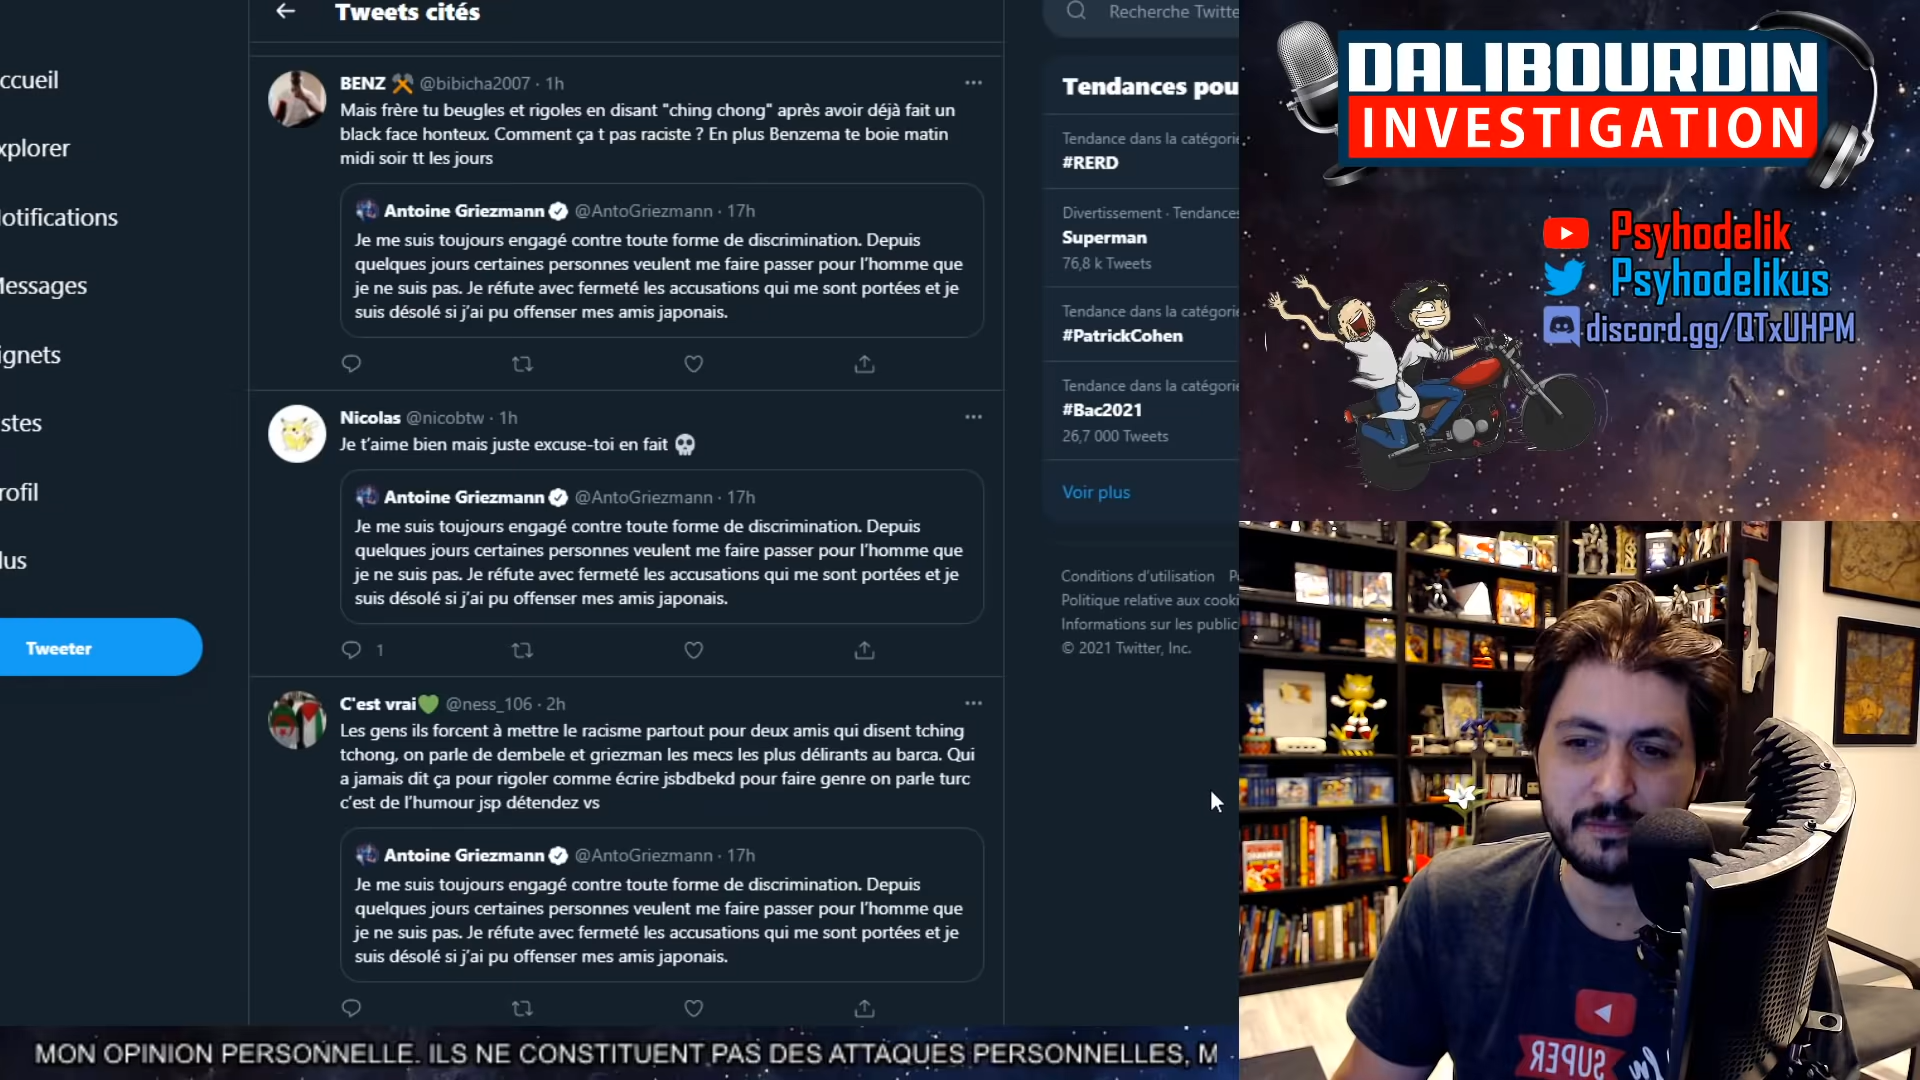 Tweets cités
Recherche Twitte
ccueil
xplorer
otifications
Messages
ignets
stes
rofil
lus
Tweeter
BENZ @bibicha2007 · 1h
Mais frère tu beugles et rigoles en disant "ching chong" après avoir déjà fait un
black face honteux. Comment ça t pas raciste ? En plus Benzema te boie matin
midi soir tt les jours
Antoine Griezmann @AntoGriezmann · 17h
Je me suis toujours engagé contre toute forme de discrimination. Depuis
quelques jours certaines personnes veulent me faire passer pour l'homme que
je ne suis pas. Je réfute avec fermeté les accusations qui me sont portées et je
suis désolé si j'ai pu offenser mes amis japonais.
Nicolas @nicobtw · 1h
Je t'aime bien mais juste excuse-toi en fait 💀
Antoine Griezmann @AntoGriezmann · 17h
Je me suis toujours engagé contre toute forme de discrimination. Depuis
quelques jours certaines personnes veulent me faire passer pour l'homme que
je ne suis pas. Je réfute avec fermeté les accusations qui me sont portées et je
suis désolé si j'ai pu offenser mes amis japonais.
1
C'est vrai💚 @ness_106 · 2h
Les gens ils forcent à mettre le racisme partout pour deux amis qui disent tching
tchong, on parle de dembele et griezman les mecs les plus délirants au barca. Qui
a jamais dit ça pour rigoler comme écrire jsbdbekd pour faire genre on parle turc
c'est de l'humour jsp détendez vs
Antoine Griezmann @AntoGriezmann · 17h
Je me suis toujours engagé contre toute forme de discrimination. Depuis
quelques jours certaines personnes veulent me faire passer pour l'homme que
je ne suis pas. Je réfute avec fermeté les accusations qui me sont portées et je
suis désolé si j'ai pu offenser mes amis japonais.
Tendances pou
Tendance dans la catégorie
#RERD
Divertissement · Tendances
Superman
76,8 k Tweets
Tendance dans la catégorie
#PatrickCohen
Tendance dans la catégorie
#Bac2021
26,7 000 Tweets
Voir plus
Conditions d'utilisation P
Politique relative aux cooki
Informations sur les public
© 2021 Twitter, Inc.
DALIBOURDIN
INVESTIGATION
Psyhodelik
Psyhodelikus
discord.gg/QTxUHPM
SUPER
MON OPINION PERSONNELLE. ILS NE CONSTITUENT PAS DES ATTAQUES PERSONNELLES, M